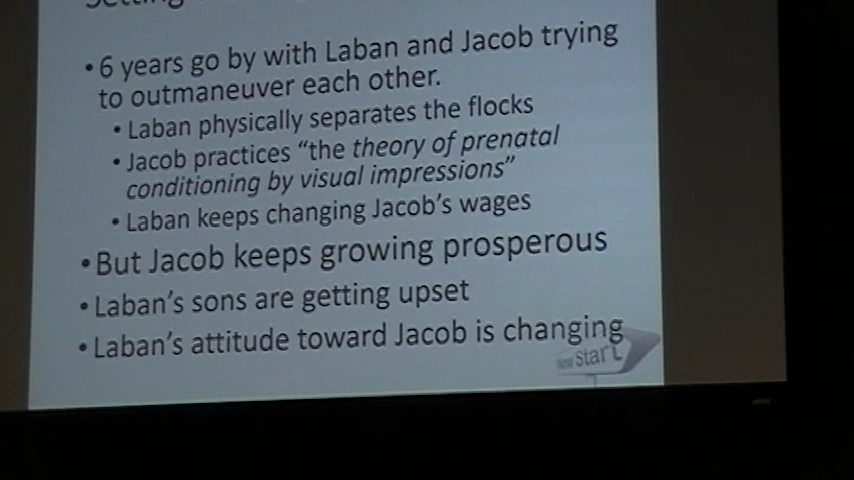 • 6 years go by with Laban and Jacob trying
to outmaneuver each other.
• Laban physically separates the flocks
• Jacob practices "the theory of prenatal
conditioning by visual impressions"
• Laban keeps changing Jacob's wages
• But Jacob keeps growing prosperous
• Laban's sons are getting upset
• Laban's attitude toward Jacob is changing
New Start